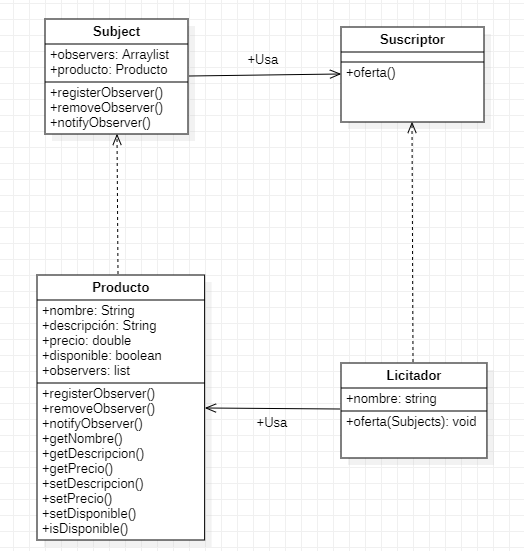 Subject
+observers: Arraylist
+producto: Producto
+registerObserver()
+removeObserver()
+notifyObserver()
+Usa
Suscriptor
+oferta()
Producto
+nombre: String
+descripción: String
+precio: double
+disponible: boolean
+observers: list
+registerObserver()
+removeObserver()
+notifyObserver()
+getNombre()
+getDescripcion()
+getPrecio()
+setDescripcion()
+setPrecio()
+setDisponible()
+isDisponible()
+Usa
Licitador
+nombre: string
+oferta(Subjects): void